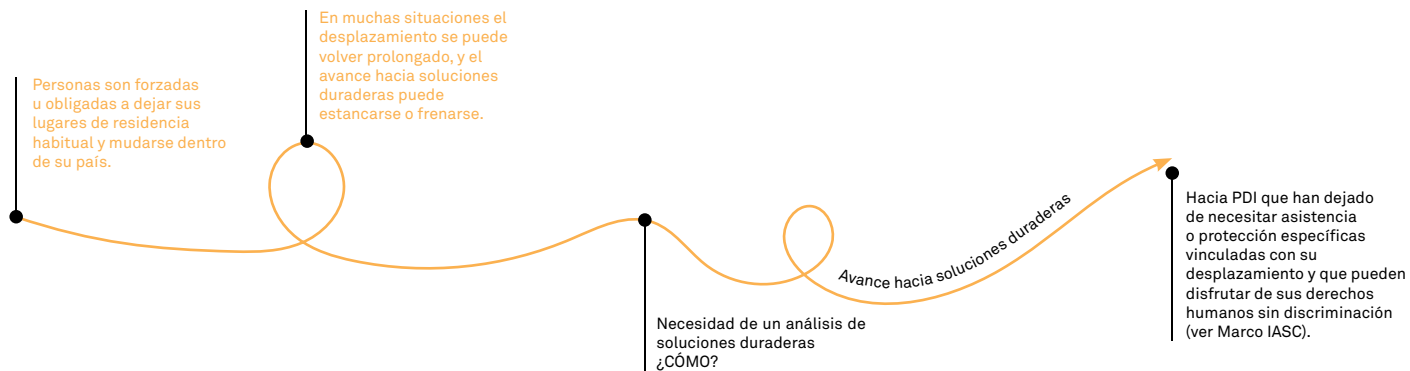 Personas son forzadas
u obligadas a dejar sus
lugares de residencia
habitual y mudarse dentro
de su país.
En muchas situaciones el
desplazamiento se puede
volver prolongado, y el
avance hacia soluciones
duraderas puede
estancarse o frenarse.
Necesidad de un análisis de
soluciones duraderas
¿CÓMO?
Avance hacia soluciones duraderas
Hacia PDI que han dejado
de necesitar asistencia
o protección específicas
vinculadas con su
desplazamiento y que pueden
disfrutar de sus derechos
humanos sin discriminación
(ver Marco IASC).